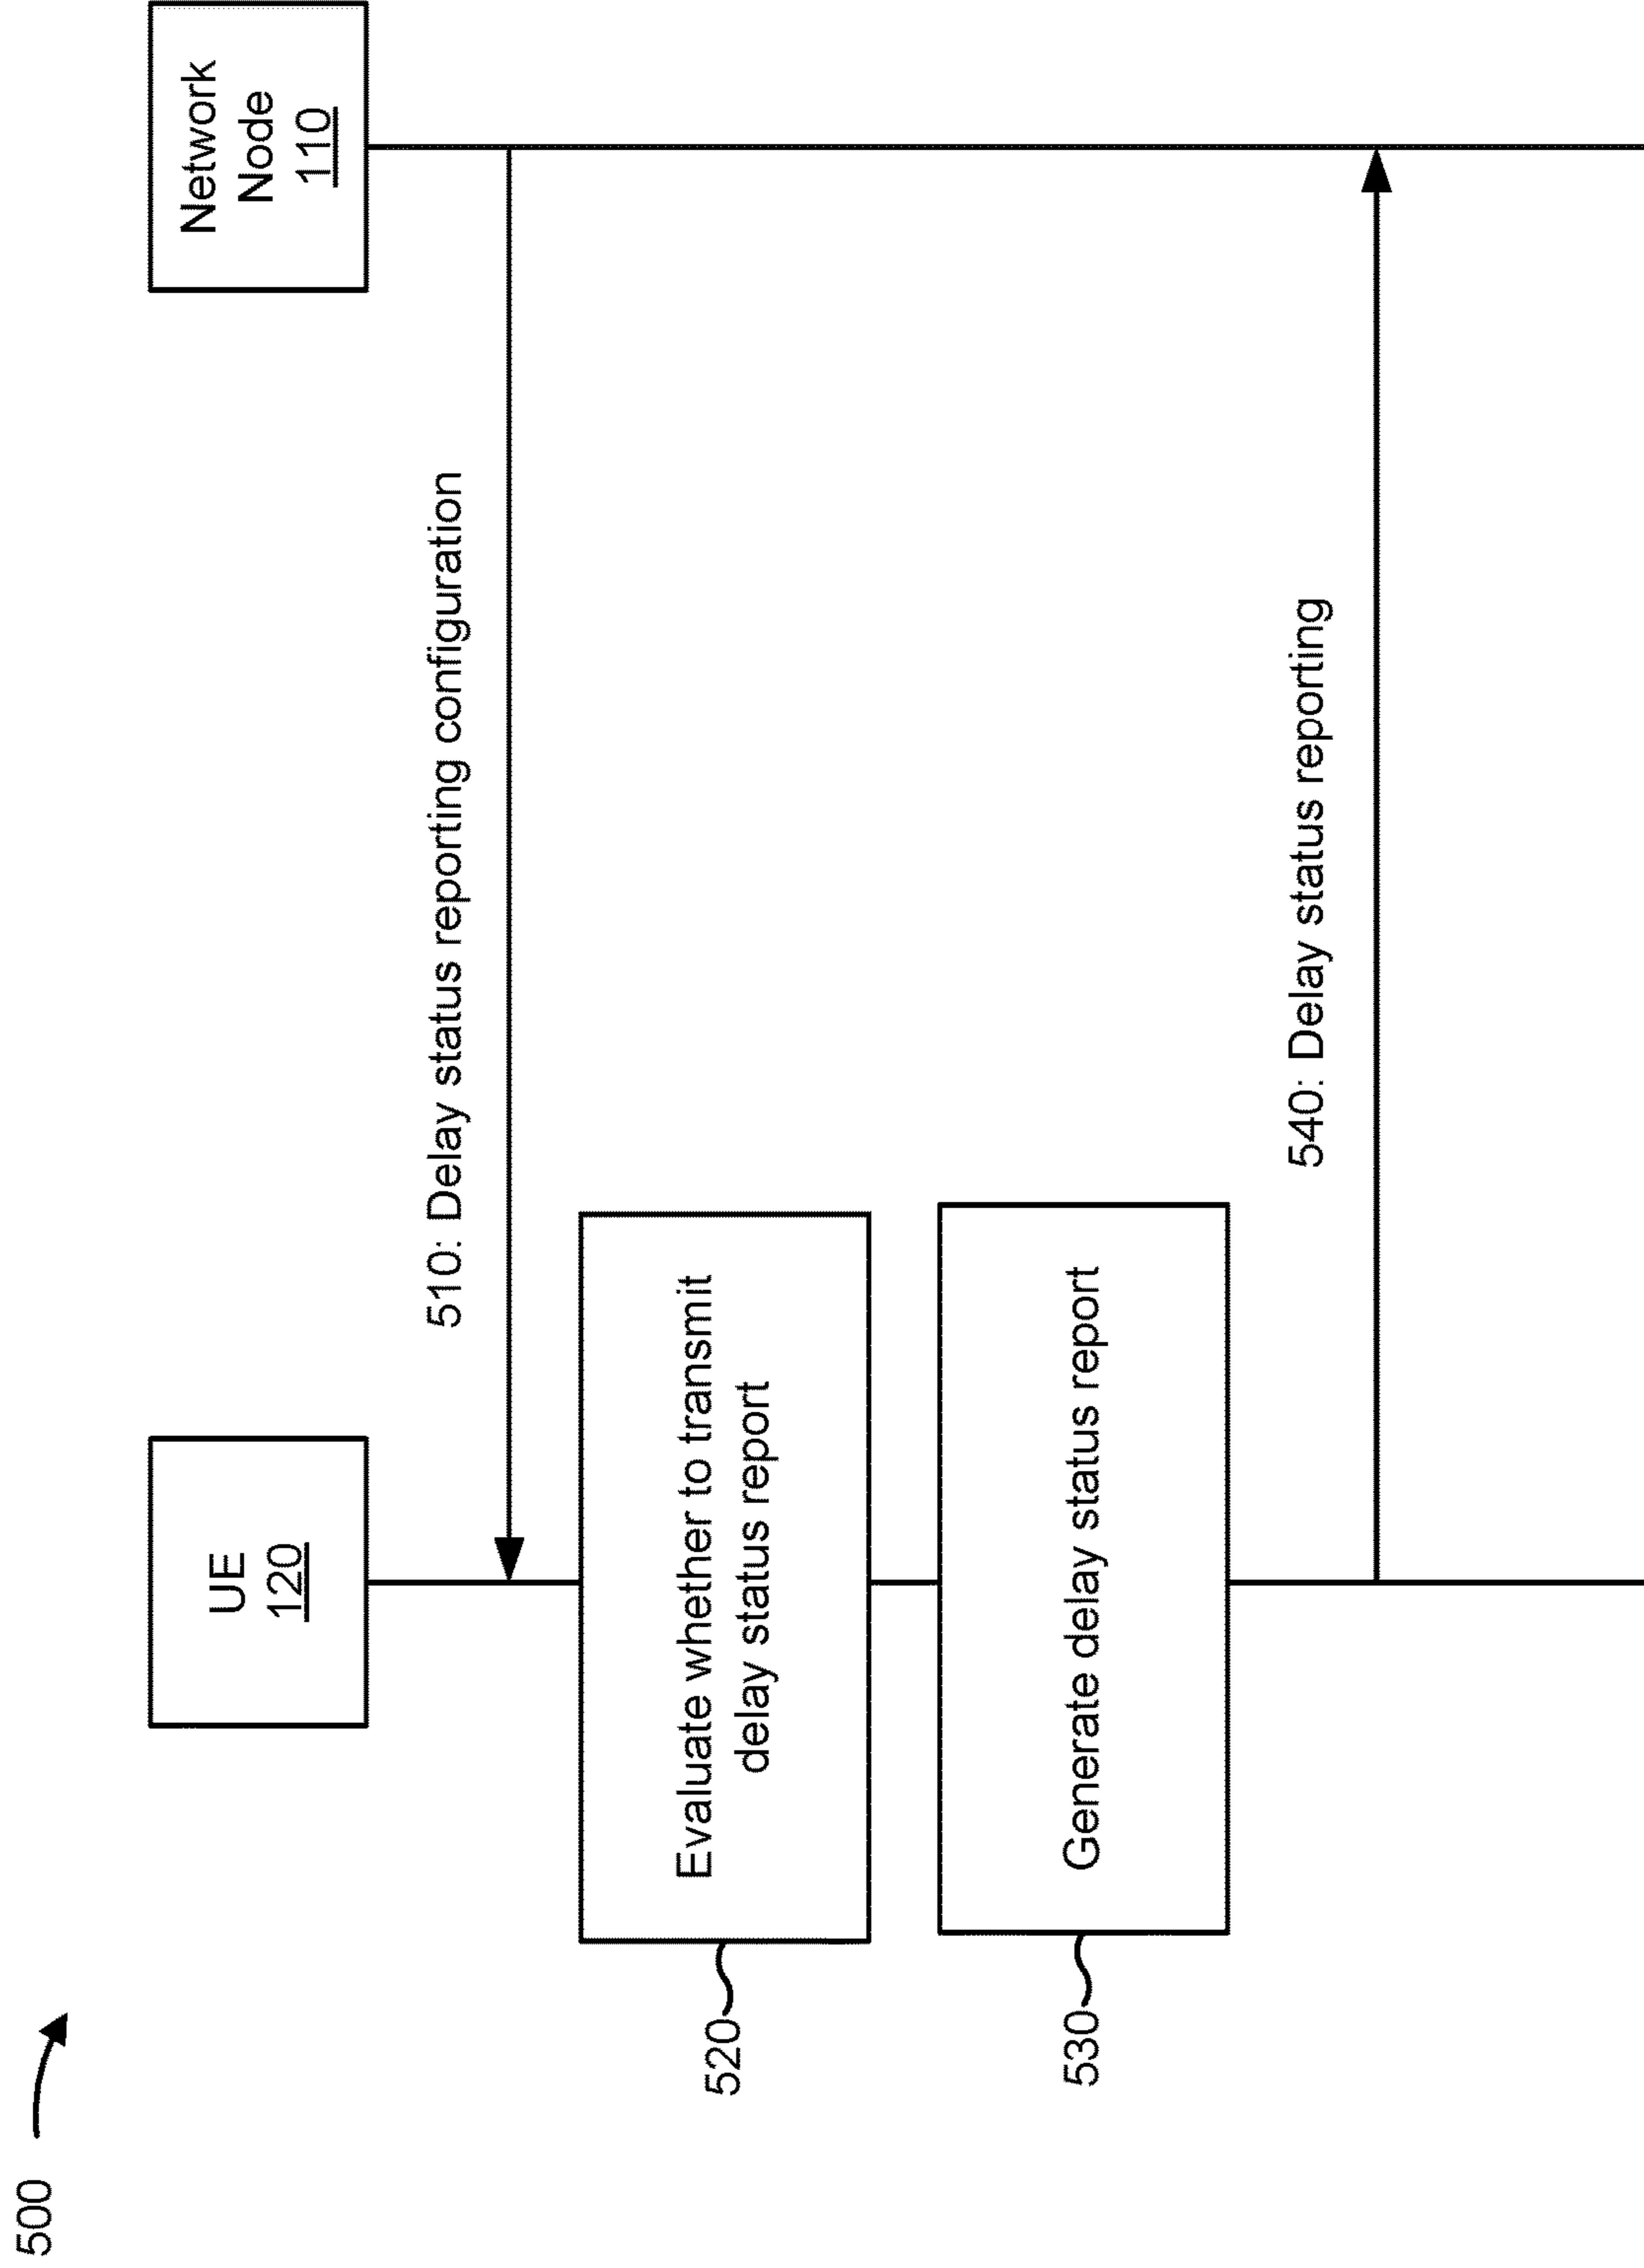 500
UE
120
Network
Node
110
510: Delay status reporting configuration
520
Evaluate whether to transmit
delay status report
530
Generate delay status report
540: Delay status reporting